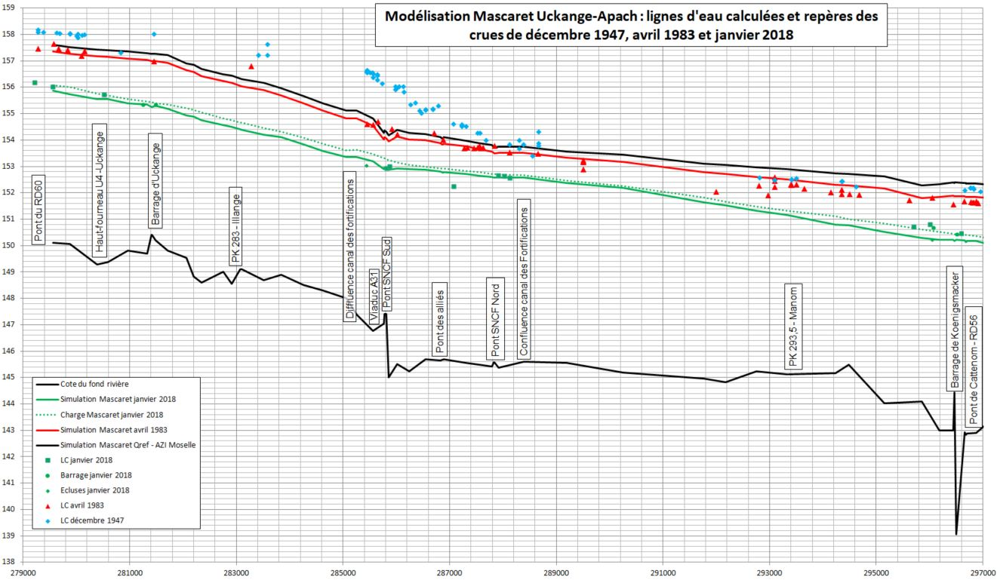 Modélisation Mascaret Uckange-Apach : lignes d'eau calculées et repères des
crues de décembre 1947, avril 1983 et janvier 2018
159
158
157
156
155
154
153
152
151
150
149
148
147
146
145
144
143
142
141
140
139
138
Pont du RD60
Haut-fourneau U4 -Uckange
Barrage d'Uckange
PK 283 - Illange
Diffluence canal des fortifications
Viaduc A31
Pont SNCF Sud
Pont des alliés
Pont SNCF Nord
Confluence canal des Fortifications
PK 293,5 - Manom
Barrage de Koenigsmacker
Pont de Cattenom - RD56
Cote du fond rivière
Simulation Mascaret janvier 2018
Charge Mascaret janvier 2018
Simulation Mascaret avril 1983
Simulation Mascaret Qref - AZI Moselle
LC janvier 2018
Barrage janvier 2018
Ecluses janvier 2018
LC avril 1983
LC décembre 1947
279000
281000
283000
285000
287000
289000
291000
293000
295000
297000